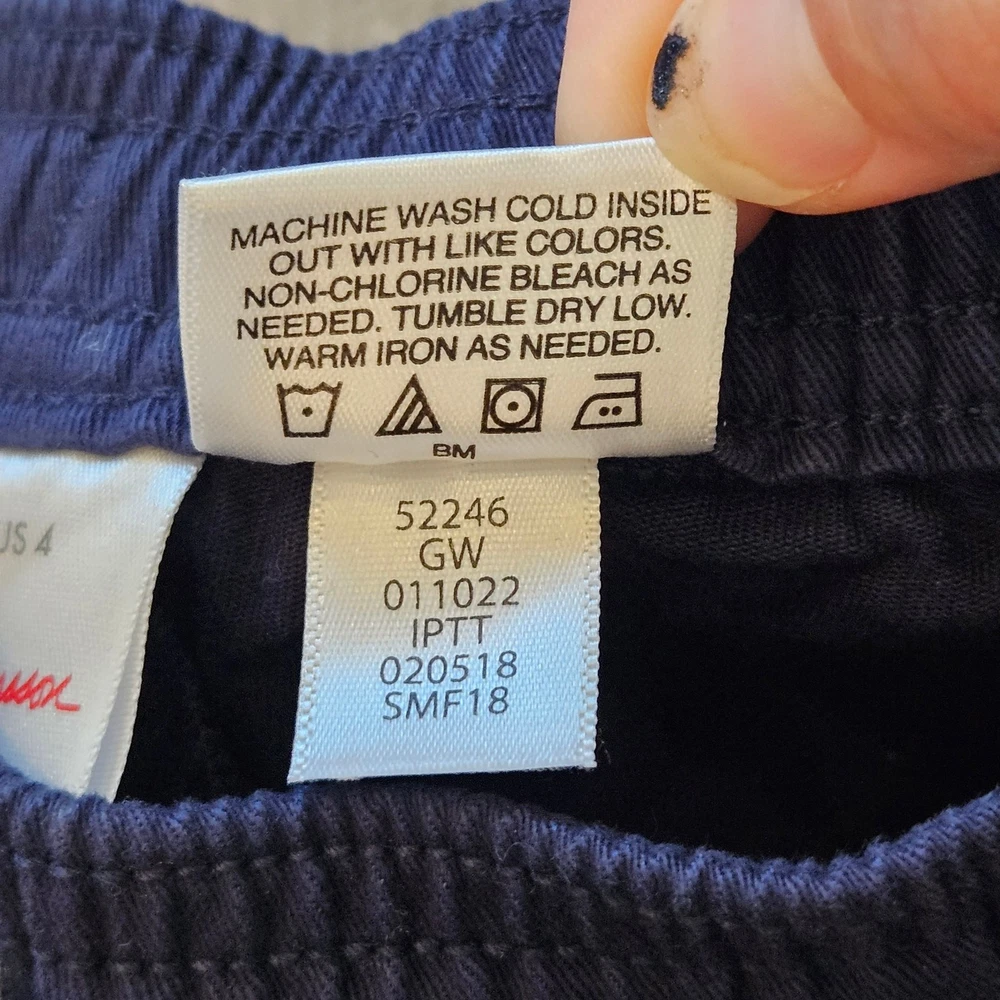 MACHINE WASH COLD INSIDE
OUT WITH LIKE COLORS.
NON-CHLORINE BLEACH AS
NEEDED. TUMBLE DRY LOW.
WARM IRON AS NEEDED.
BM
52246
GW
011022
IPTT
020518
SMF18
US 4